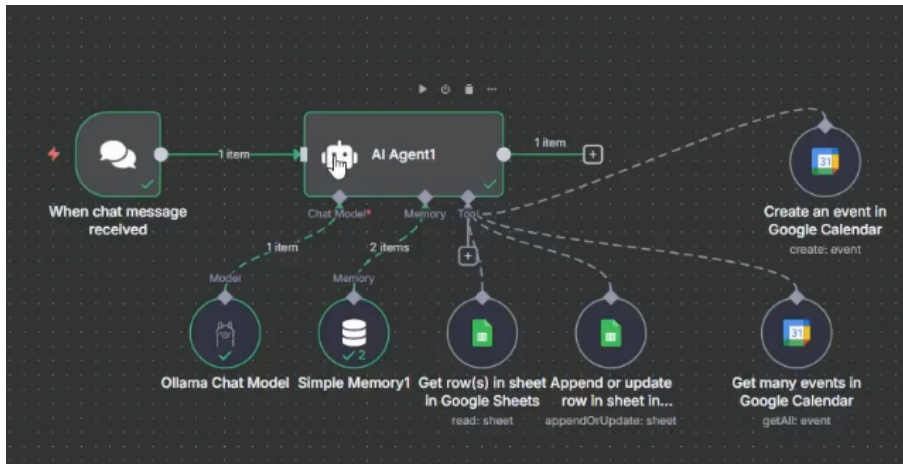 1 item
AI Agent1
1 item
When chat message
received
Chat Model*
Memory
Tool
Create an event in
Google Calendar
create: event
1 item
2 items
Model
Memory
31
31
2
Ollama Chat Model
Simple Memory1
Get row(s) in sheet
in Google Sheets
read: sheet
Append or update
row in sheet in...
appendOrUpdate: sheet
Get many events in
Google Calendar
getAll: event